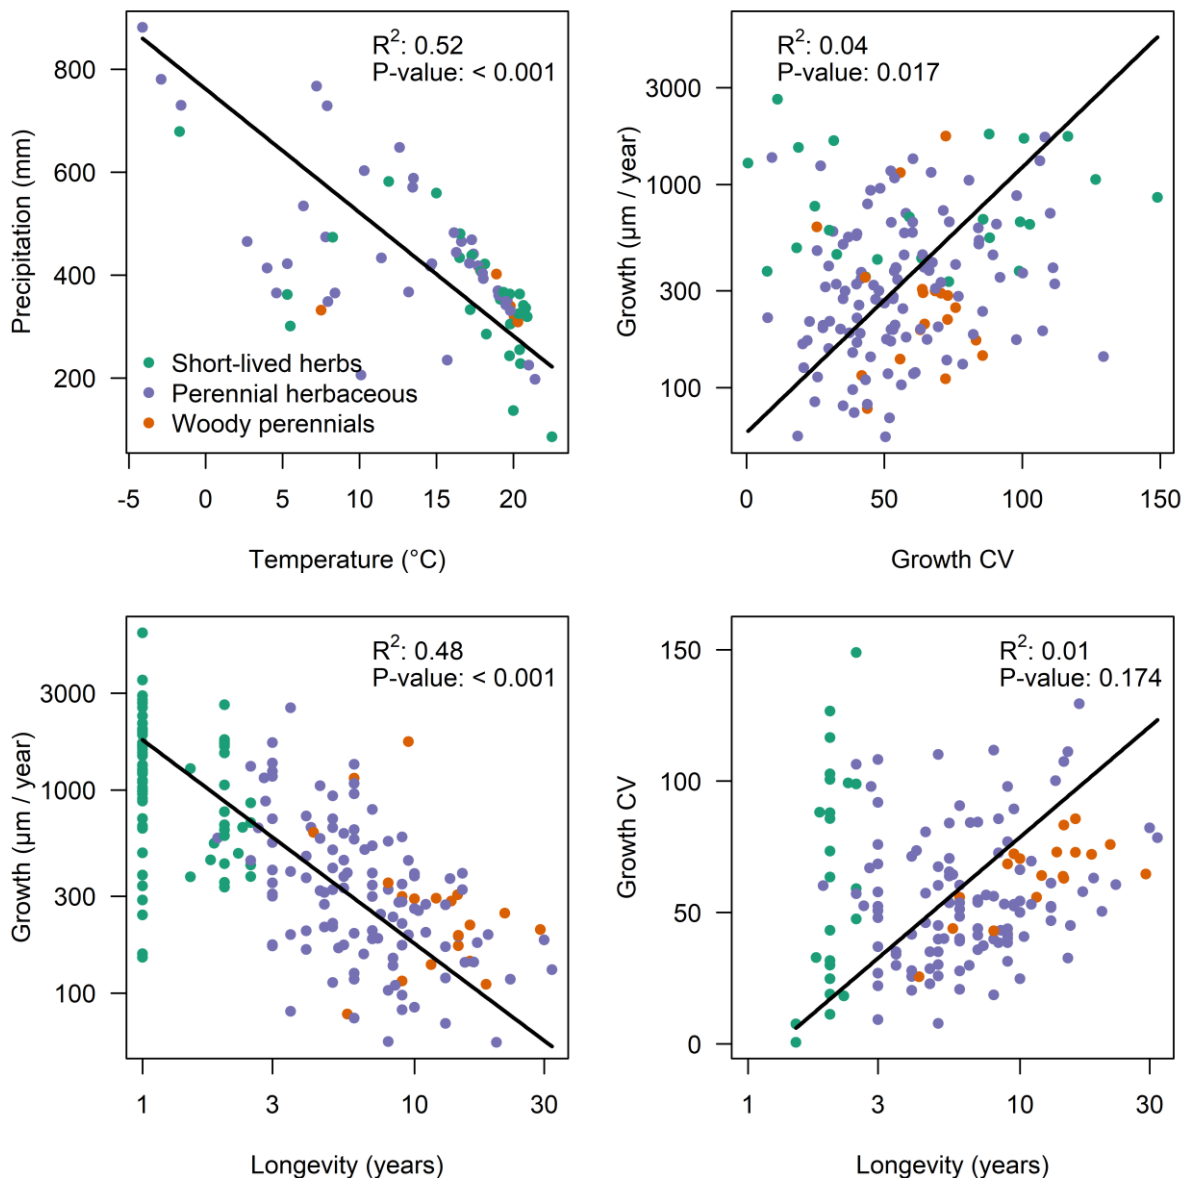 R²: 0.52
P-value: < 0.001
800
600
400
200
Precipitation (mm)
Short-lived herbs
Perennial herbaceous
Woody perennials
-5 0 5 10 15 20
Temperature (°C)
R²: 0.04
P-value: 0.017
3000
1000
300
100
Growth (µm / year)
0 50 100 150
Growth CV
R²: 0.48
P-value: < 0.001
3000
1000
300
100
Growth (µm / year)
1 3 10 30
Longevity (years)
R²: 0.01
P-value: 0.174
150
100
50
0
Growth CV
1 3 10 30
Longevity (years)